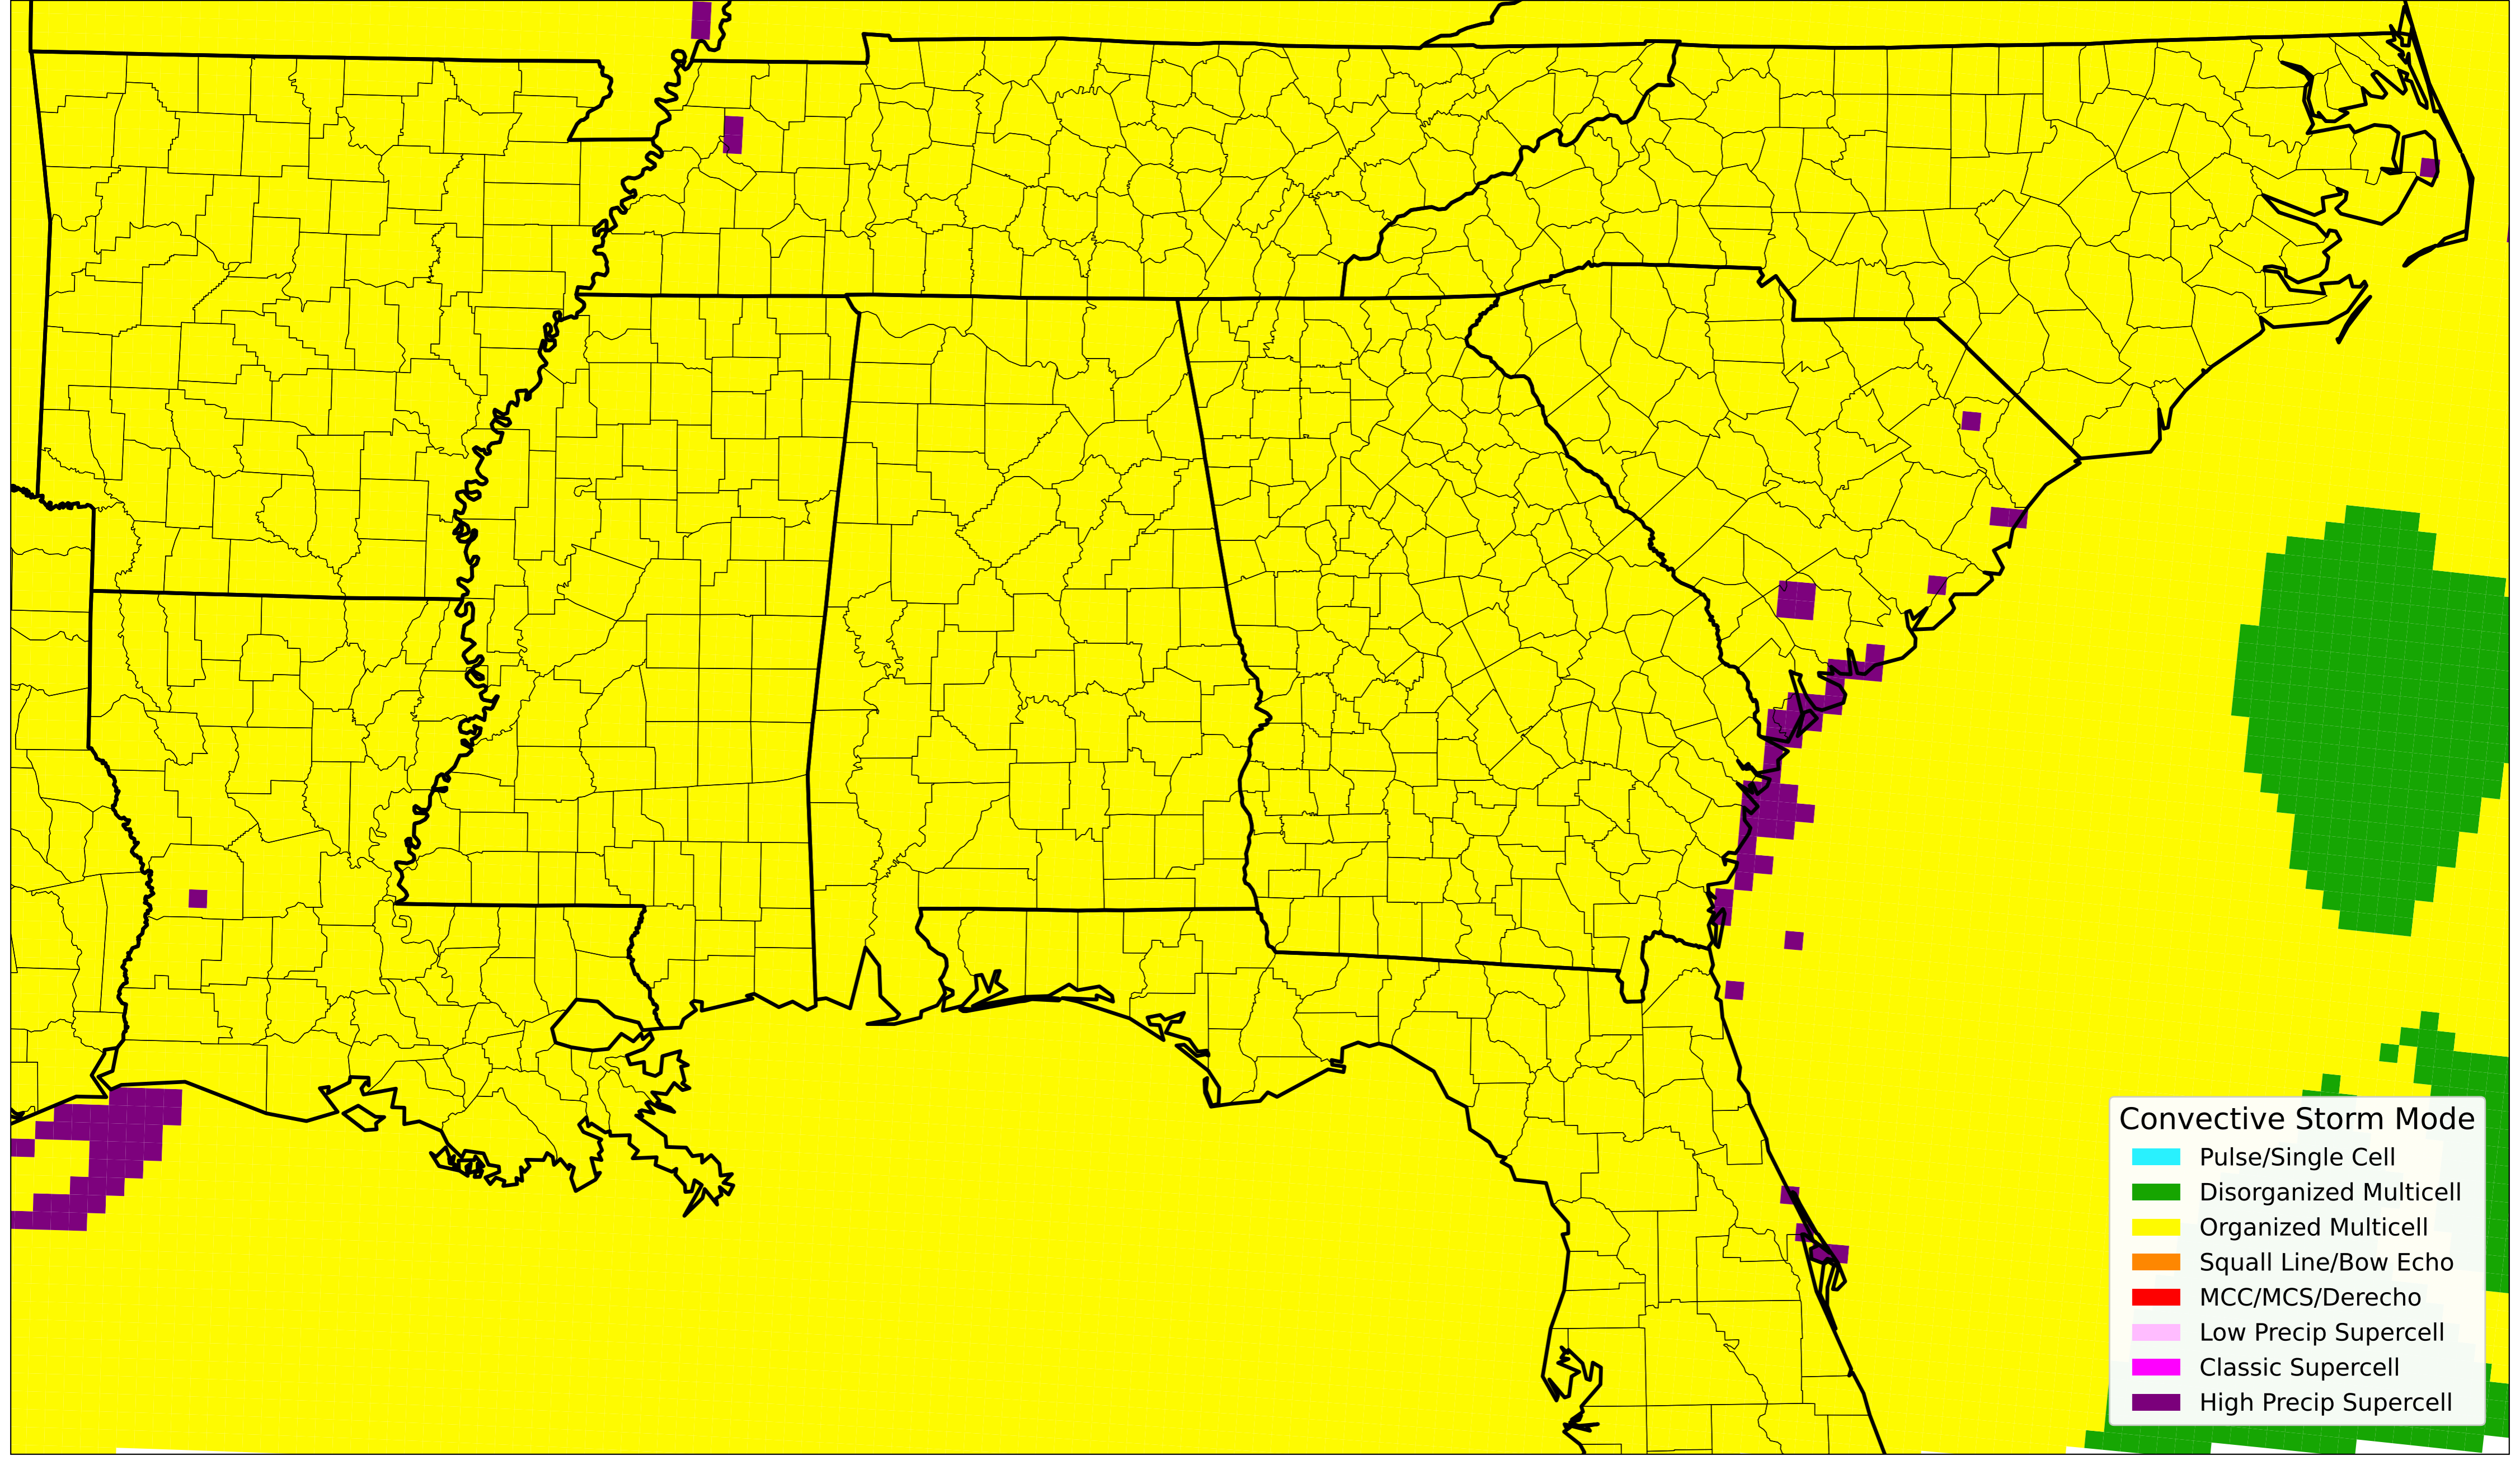 Convective Storm Mode
Pulse/Single Cell
Disorganized Multicell
Organized Multicell
Squall Line/Bow Echo
MCC/MCS/Derecho
Low Precip Supercell
Classic Supercell
High Precip Supercell